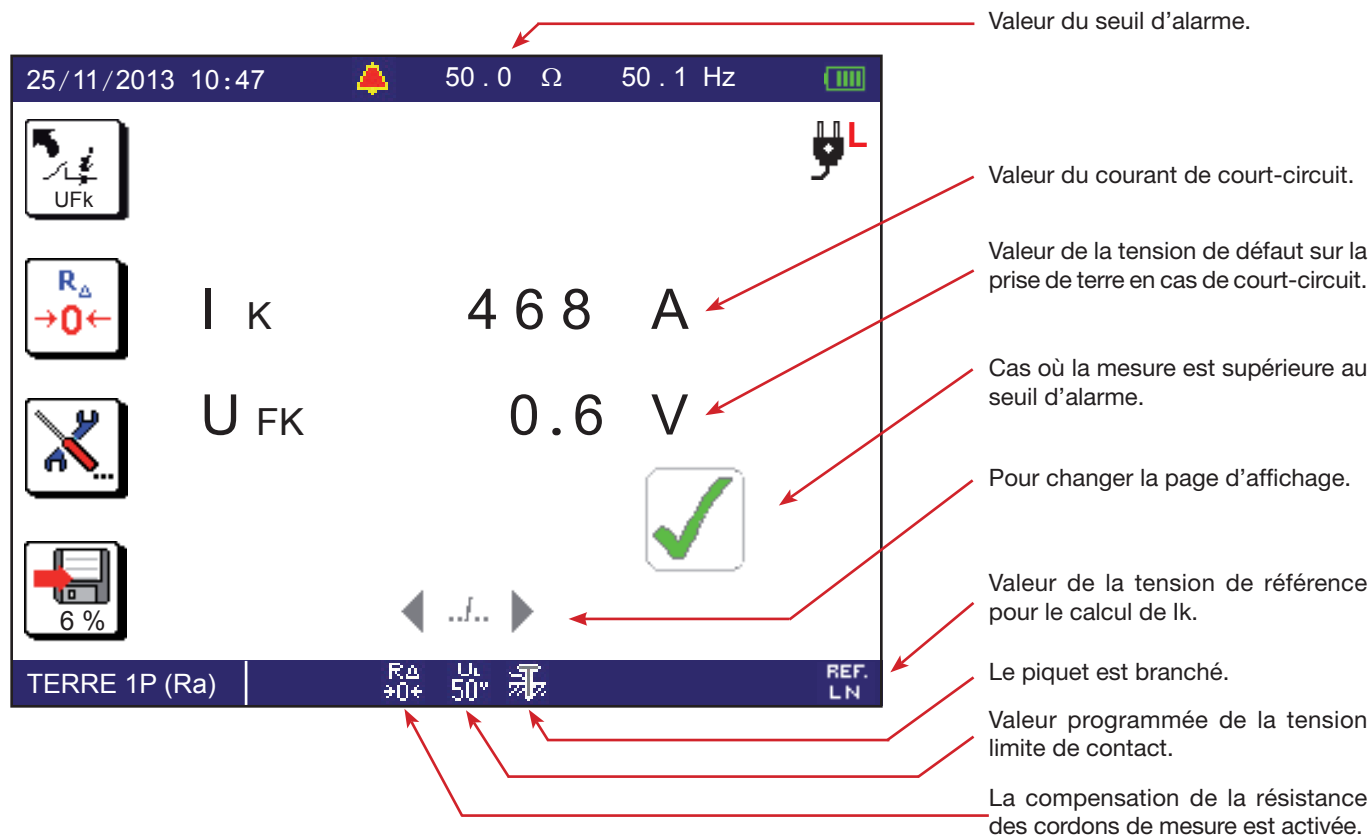 Valeur du seuil d’alarme.
25/11/2013 10:47 50.0 Ω 50.1 Hz
L
UFk
Valeur du courant de court-circuit.
Valeur de la tension de défaut sur la
prise de terre en cas de court-circuit.
R∆
→0←
I K 468 A
Cas où la mesure est supérieure au
seuil d’alarme.
U FK 0.6 V
...
Pour changer la page d’affichage.
Valeur de la tension de référence
pour le calcul de Ik.
6 %
../..
Le piquet est branché.
TERRE 1P (Ra)
R∆
→0←
UL
50V
REF.
LN
Valeur programmée de la tension
limite de contact.
La compensation de la résistance
des cordons de mesure est activée.